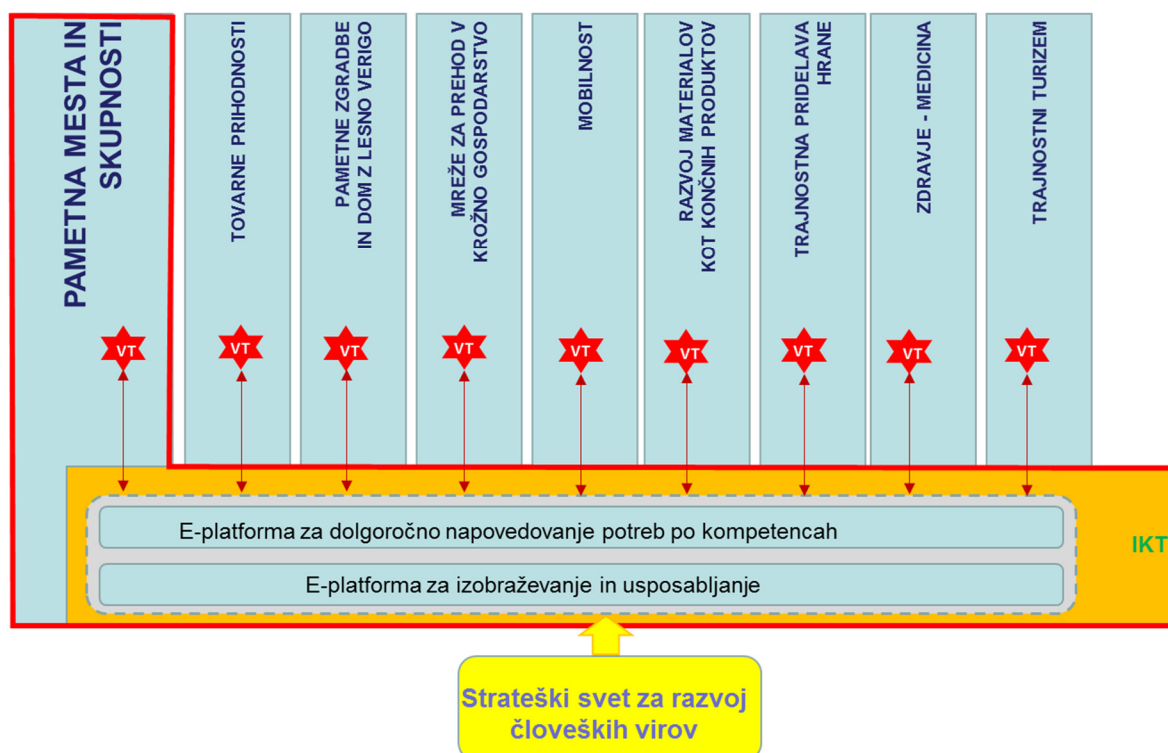 PAMETNA MESTA IN
SKUPNOSTI
TOVARNE PRIHODNOSTI
PAMETNE ZGRADBE
IN DOM Z LESNO VERIGO
MREŽE ZA PREHOD V
KROŽNO GOSPODARSTVO
MOBILNOST
RAZVOJ MATERIALOV
KOT KONČNIH PRODUKTOV
TRAJNOSTNA PRIDELAVA
HRANE
ZDRAVJE - MEDICINA
TRAJNOSTNI TURIZEM
VT
VT
VT
VT
VT
VT
VT
VT
VT
E-platforma za dolgoročno napovedovanje potreb po kompetencah
IKT
E-platforma za izobraževanje in usposabljanje
Strateški svet za razvoj
človeških virov